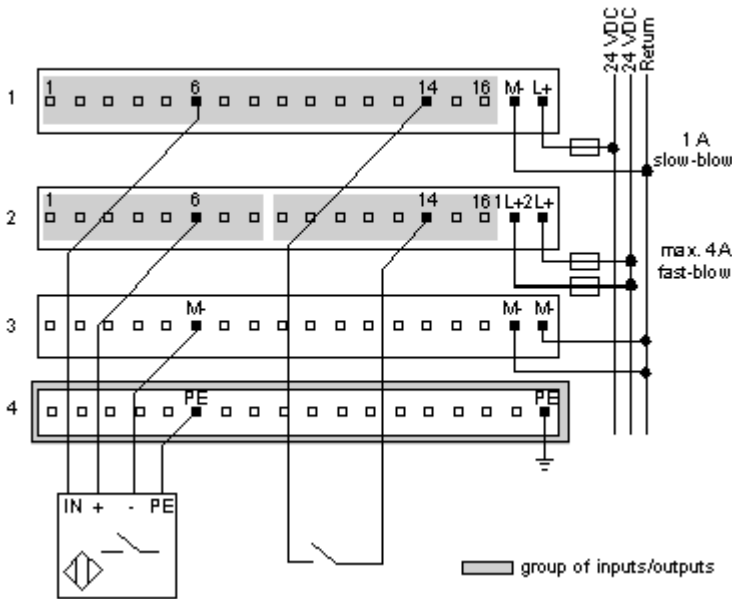 24 VDC
24 VDC
Return
1
1 6 14 16 M- L+
1 A
slow-blow
2
1 6 14 16 1L+2L+
max. 4A
fast-blow
3
M- M- M-
4
PE PE
IN + - PE
group of inputs/outputs